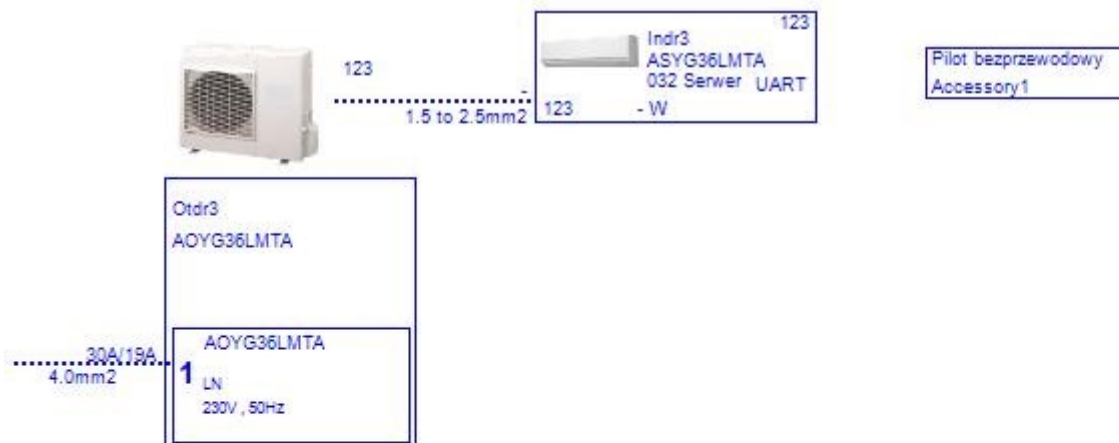 123
Indr3
ASYG36LMTA
032 Serwer UART
123
-
1.5 to 2.5mm2
123 - W
Pilot bezprzewodowy
Accessory1
Otdr3
AOYG36LMTA
30A/19A
4.0mm2
AOYG36LMTA
1
LN
230V , 50Hz